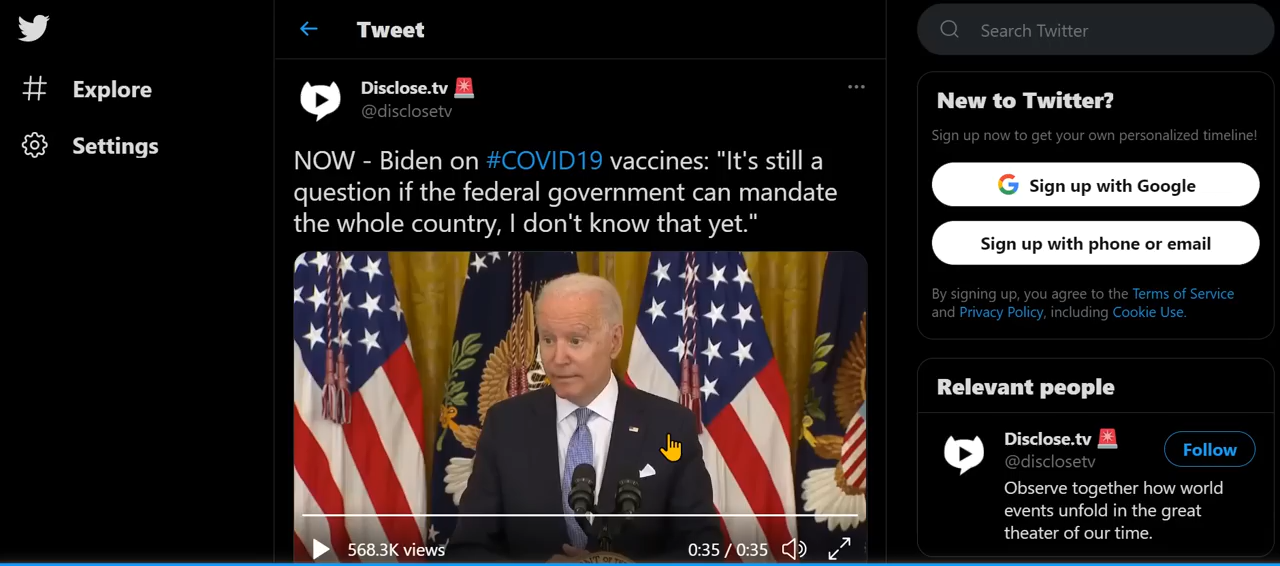 Tweet
Explore
Settings
Disclose.tv
@disclosetv
NOW - Biden on #COVID19 vaccines: "It's still a
question if the federal government can mandate
the whole country, I don't know that yet."
568.3K views
0:35 / 0:35
Search Twitter
New to Twitter?
Sign up now to get your own personalized timeline!
Sign up with Google
Sign up with phone or email
By signing up, you agree to the Terms of Service
and Privacy Policy, including Cookie Use.
Relevant people
Disclose.tv
@disclosetv
Follow
Observe together how world
events unfold in the great
theater of our time.